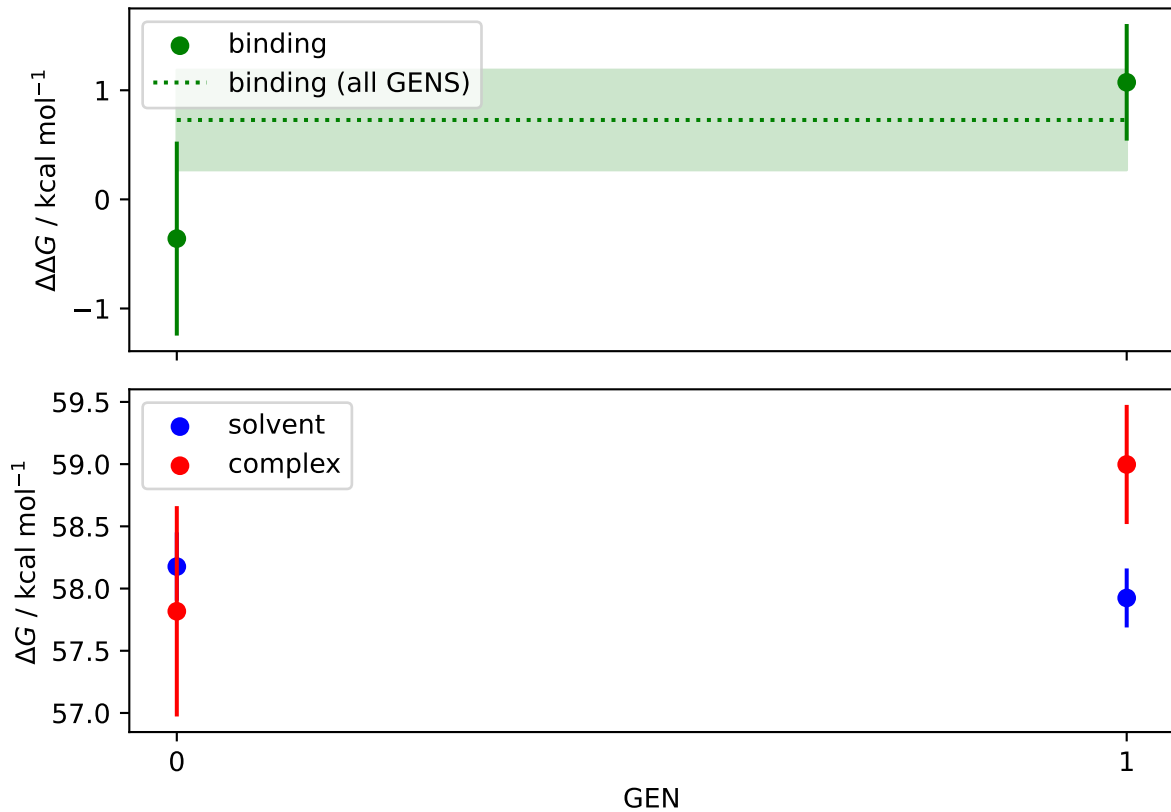 binding
binding (all GENS)
1
0
−1
ΔΔG / kcal mol⁻¹
solvent
complex
59.5
59.0
58.5
58.0
57.5
57.0
ΔG / kcal mol⁻¹
0
1
GEN